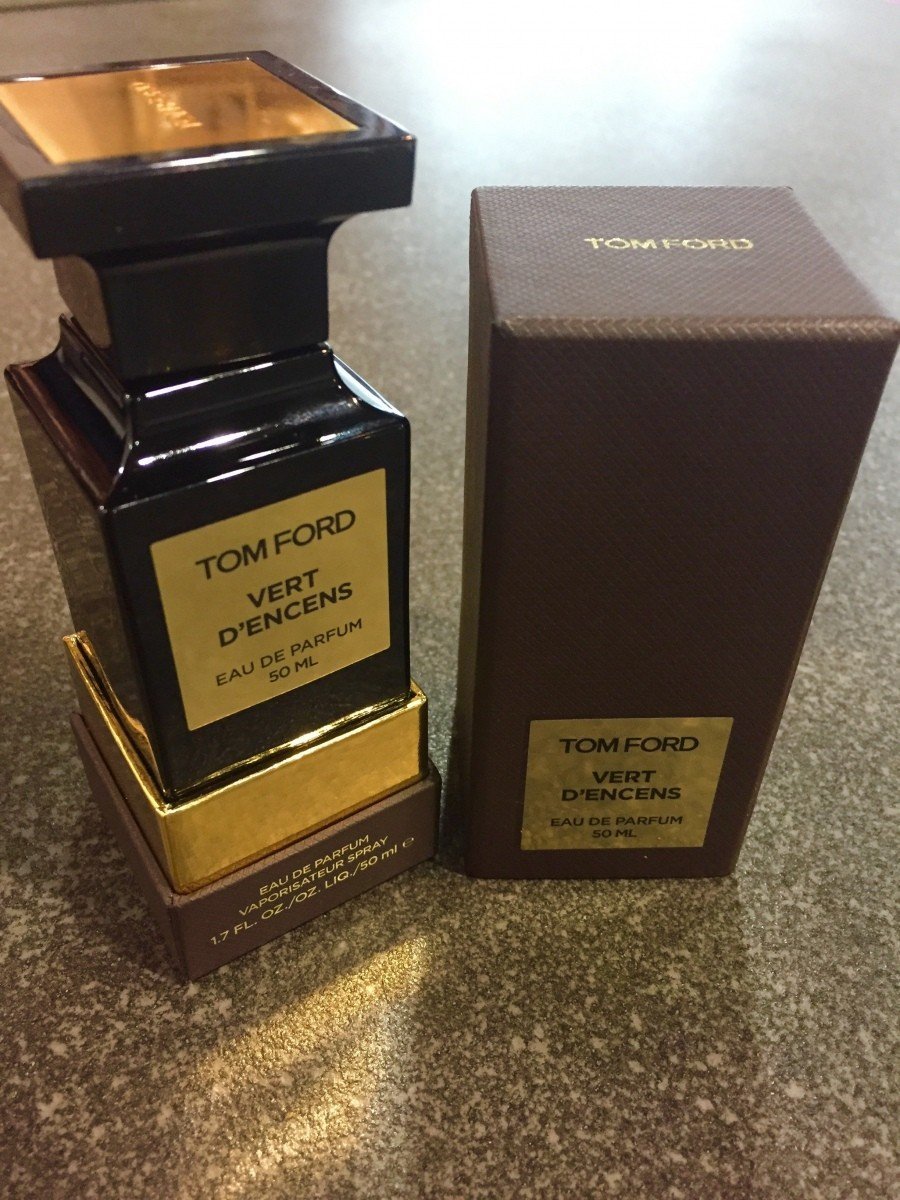 TOM FORD
VERT
D'ENCENS
EAU DE PARFUM
50 ML
EAU DE PARFUM
VAPORISATEUR SPRAY
1.7 FL. OZ./OZ. LIQ./50 ml ℮
TOM FORD
TOM FORD
VERT
D'ENCENS
EAU DE PARFUM
50 ML